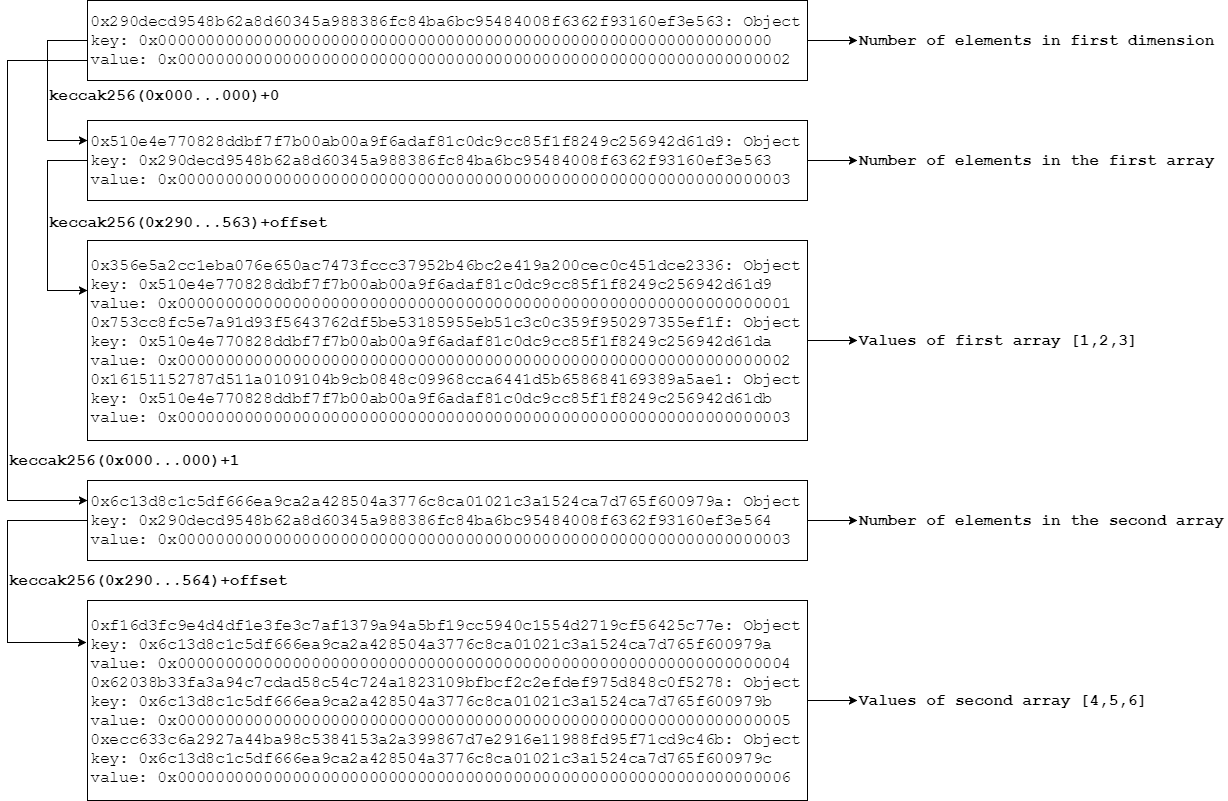 0x290decd9548b62a8d60345a988386fc84ba6bc95484008f6362f93160ef3e563: Object
key: 0x0000000000000000000000000000000000000000000000000000000000000000
value: 0x0000000000000000000000000000000000000000000000000000000000000002
Number of elements in first dimension
keccak256(0x000...000)+0
0x510e4e770828ddbf7f7b00ab00a9f6adaf81c0dc9cc85f1f8249c256942d61d9: Object
key: 0x290decd9548b62a8d60345a988386fc84ba6bc95484008f6362f93160ef3e563
value: 0x0000000000000000000000000000000000000000000000000000000000000003
Number of elements in the first array
keccak256(0x290...563)+offset
0x356e5a2cc1eba076e650ac7473fccc37952b46bc2e419a200cec0c451dce2336: Object
key: 0x510e4e770828ddbf7f7b00ab00a9f6adaf81c0dc9cc85f1f8249c256942d61d9
value: 0x0000000000000000000000000000000000000000000000000000000000000001
0x753cc8fc5e7a91d93f5643762df5be53185955eb51c3c0c359f950297355ef1f: Object
key: 0x510e4e770828ddbf7f7b00ab00a9f6adaf81c0dc9cc85f1f8249c256942d61da
value: 0x0000000000000000000000000000000000000000000000000000000000000002
0x16151152787d511a0109104b9cb0848c09968cca6441d5b658684169389a5ae1: Object
key: 0x510e4e770828ddbf7f7b00ab00a9f6adaf81c0dc9cc85f1f8249c256942d61db
value: 0x0000000000000000000000000000000000000000000000000000000000000003
Values of first array [1,2,3]
keccak256(0x000...000)+1
0x6c13d8c1c5df666ea9ca2a428504a3776c8ca01021c3a1524ca7d765f600979a: Object
key: 0x290decd9548b62a8d60345a988386fc84ba6bc95484008f6362f93160ef3e564
value: 0x0000000000000000000000000000000000000000000000000000000000000003
Number of elements in the second array
keccak256(0x290...564)+offset
0xf16d3fc9e4d4df1e3fe3c7af1379a94a5bf19cc5940c1554d2719cf56425c77e: Object
key: 0x6c13d8c1c5df666ea9ca2a428504a3776c8ca01021c3a1524ca7d765f600979a
value: 0x0000000000000000000000000000000000000000000000000000000000000004
0x62038b33fa3a94c7cdad58c54c724a1823109bfbcf2c2efdef975d848c0f5278: Object
key: 0x6c13d8c1c5df666ea9ca2a428504a3776c8ca01021c3a1524ca7d765f600979b
value: 0x0000000000000000000000000000000000000000000000000000000000000005
0xecc633c6a2927a44ba98c5384153a2a399867d7e2916e11988fd95f71cd9c46b: Object
key: 0x6c13d8c1c5df666ea9ca2a428504a3776c8ca01021c3a1524ca7d765f600979c
value: 0x0000000000000000000000000000000000000000000000000000000000000006
Values of second array [4,5,6]